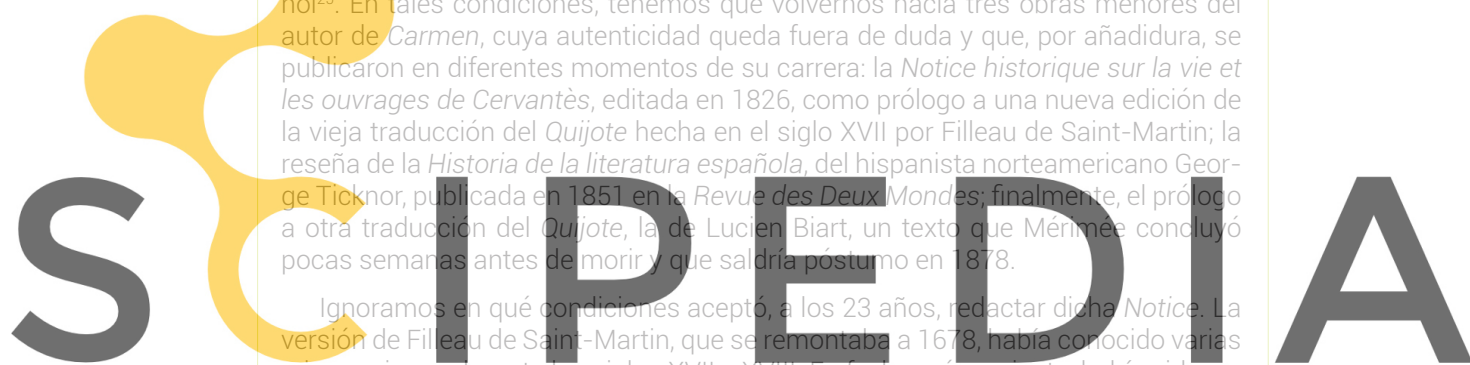 ñol²⁵. En tales condiciones, tenemos que volvernos hacia tres obras menores del
autor de Carmen, cuya autenticidad queda fuera de duda y que, por añadidura, se
publicaron en diferentes momentos de su carrera: la Notice historique sur la vie et
les ouvrages de Cervantès, editada en 1826, como prólogo a una nueva edición de
la vieja traducción del Quijote hecha en el siglo XVII por Filleau de Saint-Martin; la
reseña de la Historia de la literatura española, del hispanista norteamericano Geor-
ge Ticknor, publicada en 1851 en la Revue des Deux Mondes; finalmente, el prólogo
a otra traducción del Quijote, la de Lucien Biart, un texto que Mérimée concluyó
pocas semanas antes de morir y que saldría póstumo en 1878.
Ignoramos en qué condiciones aceptó, a los 23 años, redactar dicha Notice. La
versión de Filleau de Saint-Martin, que se remontaba a 1678, había conocido varias
SCIPEDIA